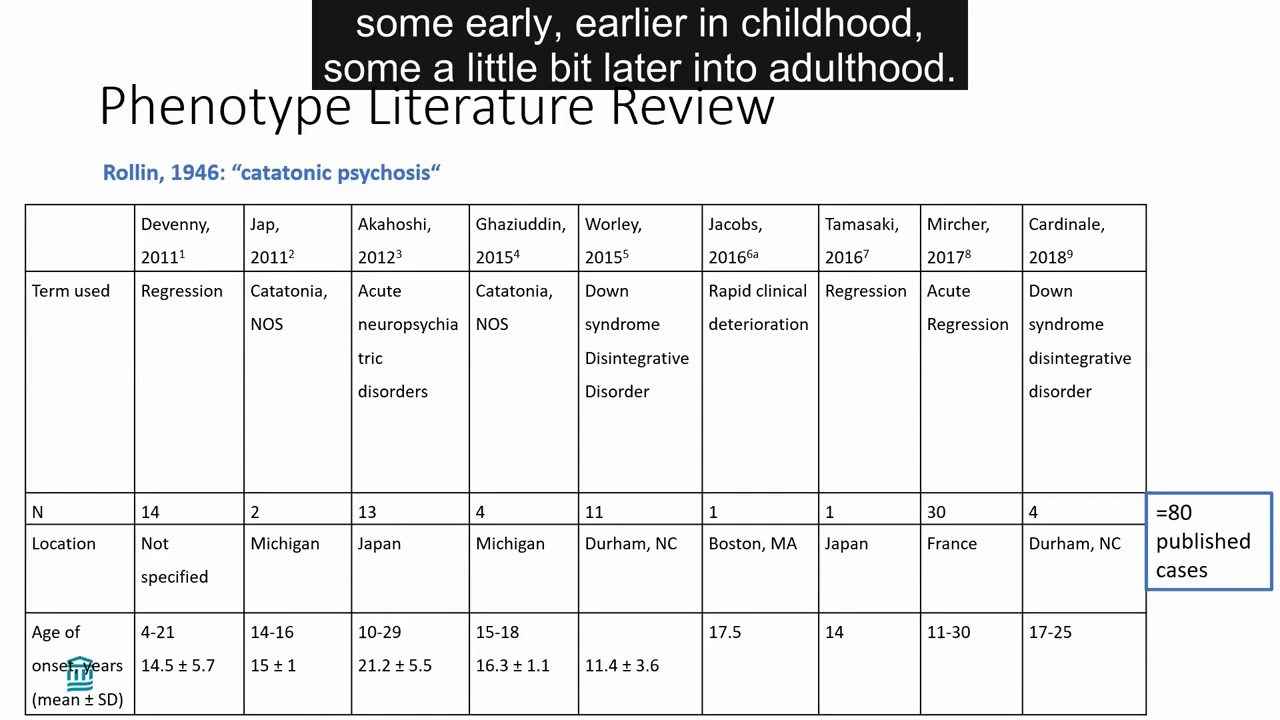 some early, earlier in childhood,
some a little bit later into adulthood.
Phenotype Literature Review
Rollin, 1946: “catatonic psychosis“
Devenny, 2011¹
Jap, 2011²
Akahoshi, 2012³
Ghaziuddin, 2015⁴
Worley, 2015⁵
Jacobs, 2016⁶ᵃ
Tamasaki, 2016⁷
Mircher, 2017⁸
Cardinale, 2018⁹
Term used
Regression
Catatonia, NOS
Acute neuropsychia tric disorders
Catatonia, NOS
Down syndrome Disintegrative Disorder
Rapid clinical deterioration
Regression
Acute Regression
Down syndrome disintegrative disorder
N 14 2 13 4 11 1 1 30 4
=80
published
cases
Location
Not specified
Michigan
Japan
Michigan
Durham, NC
Boston, MA
Japan
France
Durham, NC
Age of onset, years (mean ± SD)
4-21 14.5 ± 5.7
14-16 15 ± 1
10-29 21.2 ± 5.5
15-18 16.3 ± 1.1
11.4 ± 3.6
17.5
14
11-30
17-25